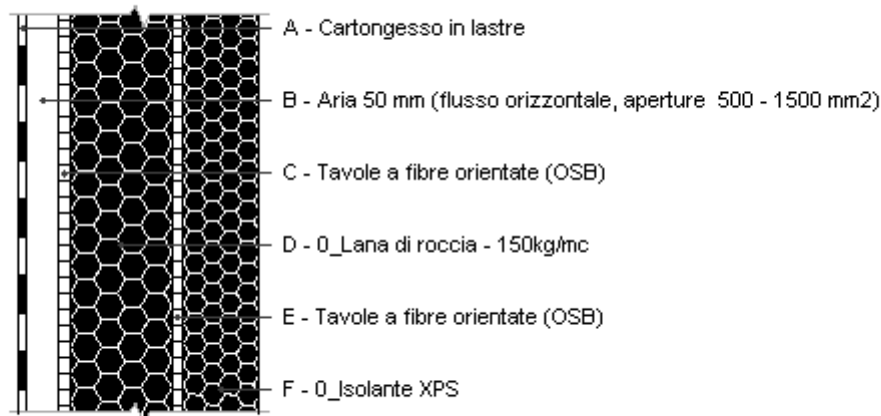 A - Cartongesso in lastre
B - Aria 50 mm (flusso orizzontale, aperture 500 - 1500 mm2)
C - Tavole a fibre orientate (OSB)
D - 0_Lana di roccia - 150kg/mc
E - Tavole a fibre orientate (OSB)
F - 0_Isolante XPS